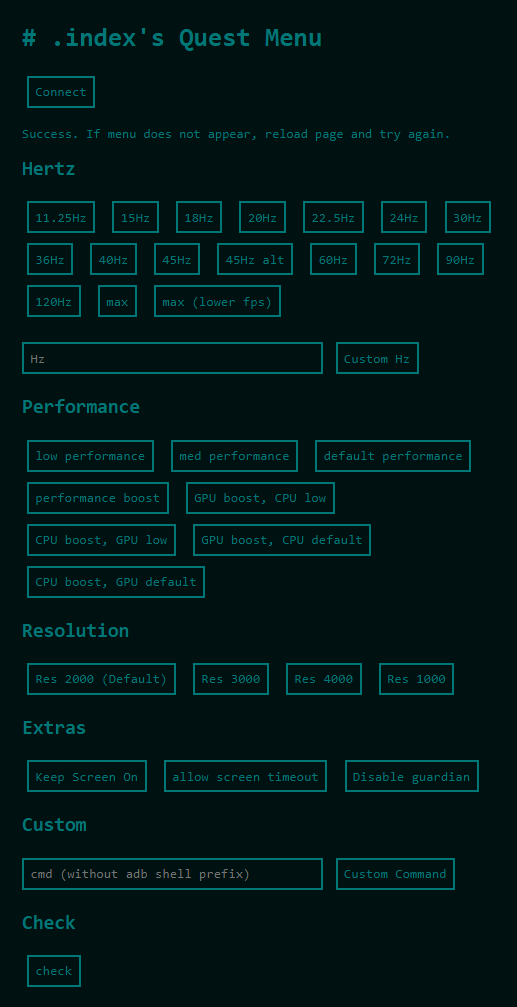 # .index's Quest Menu
Connect
Success. If menu does not appear, reload page and try again.
Hertz
11.25Hz 15Hz 18Hz 20Hz 22.5Hz 24Hz 30Hz
36Hz 40Hz 45Hz 45Hz alt 60Hz 72Hz 90Hz
120Hz max max (lower fps)
Hz Custom Hz
Performance
low performance med performance default performance
performance boost GPU boost, CPU low
CPU boost, GPU low GPU boost, CPU default
CPU boost, GPU default
Resolution
Res 2000 (Default) Res 3000 Res 4000 Res 1000
Extras
Keep Screen On allow screen timeout Disable guardian
Custom
cmd (without adb shell prefix) Custom Command
Check
check